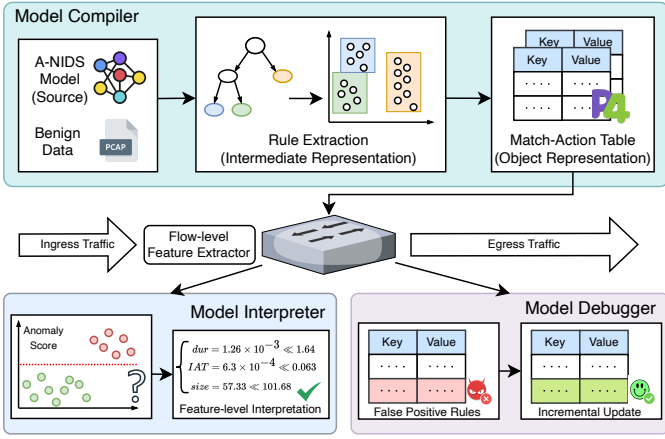 Model Compiler
A-NIDS
Model
(Source)
Benign
Data
PCAP
Rule Extraction
(Intermediate Representation)
Key Value
Key Value
· · · · · · · ·
· · · · · · · ·
P4
Match-Action Table
(Object Representation)
Ingress Traffic
Flow-level
Feature Extractor
Egress Traffic
Model Interpreter
Anomaly
Score
?
dur = 1.26 × 10⁻³ ≪ 1.64
IAT = 6.3 × 10⁻⁴ ≪ 0.063
size = 57.33 ≪ 101.68
Feature-level Interpretation
Model Debugger
Key Value
· · · · · · · ·
· · · · · · · ·
False Positive Rules
Key Value
· · · · · · · ·
· · · · · · · ·
Incremental Update